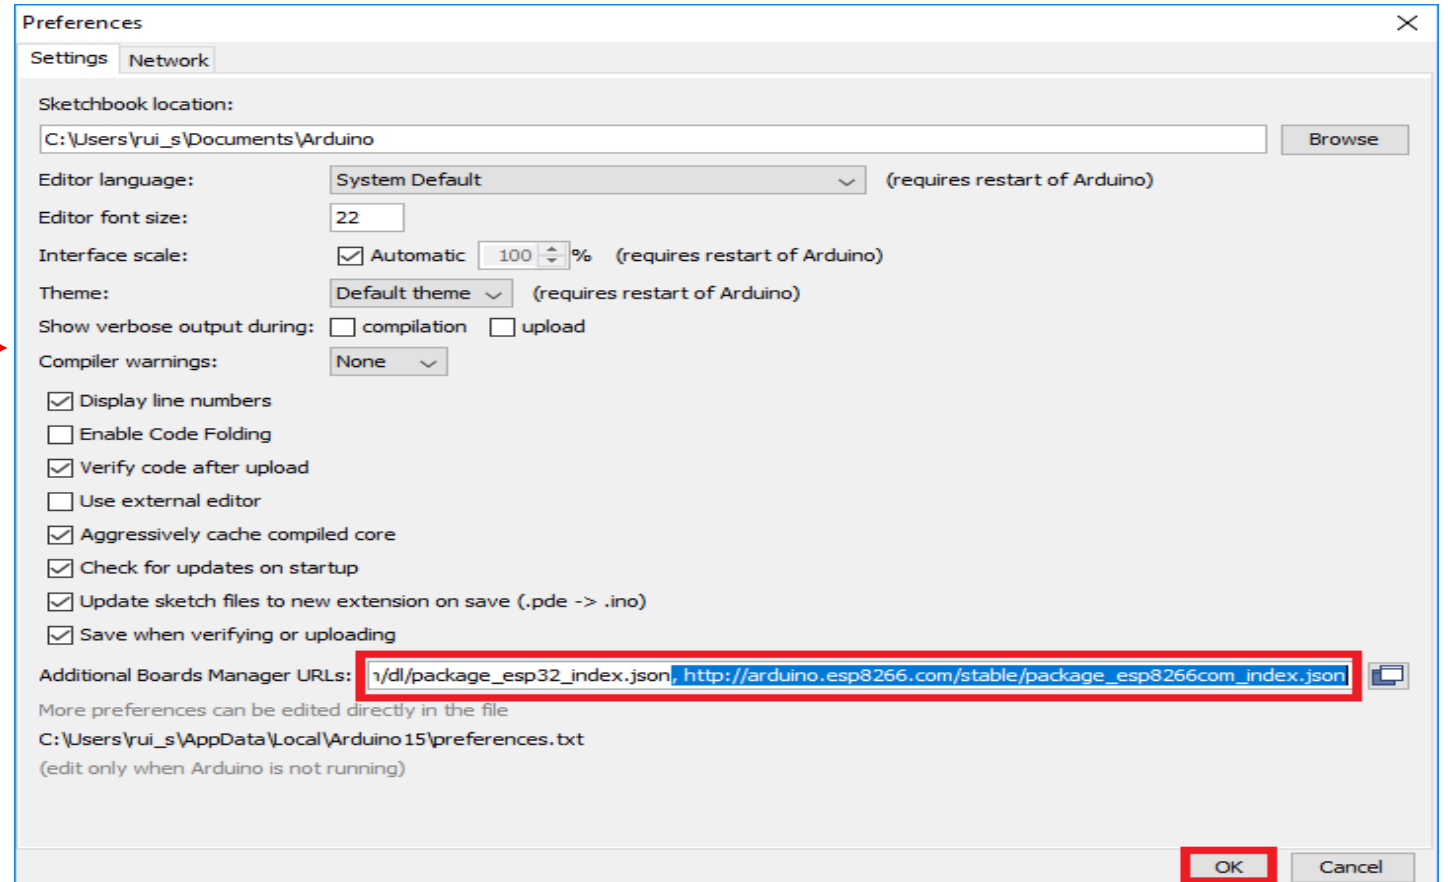 Preferences
Settings Network
Sketchbook location:
C:\Users\rui_s\Documents\Arduino Browse
Editor language: System Default (requires restart of Arduino)
Editor font size: 22
Interface scale: Automatic 100 % (requires restart of Arduino)
Theme: Default theme (requires restart of Arduino)
Show verbose output during: compilation upload
Compiler warnings: None
Display line numbers
Enable Code Folding
Verify code after upload
Use external editor
Aggressively cache compiled core
Check for updates on startup
Update sketch files to new extension on save (.pde -> .ino)
Save when verifying or uploading
Additional Boards Manager URLs: /dl/package_esp32_index.json, http://arduino.esp8266.com/stable/package_esp8266com_index.json
More preferences can be edited directly in the file
C:\Users\rui_s\AppData\Local\Arduino15\preferences.txt
(edit only when Arduino is not running)
OK Cancel